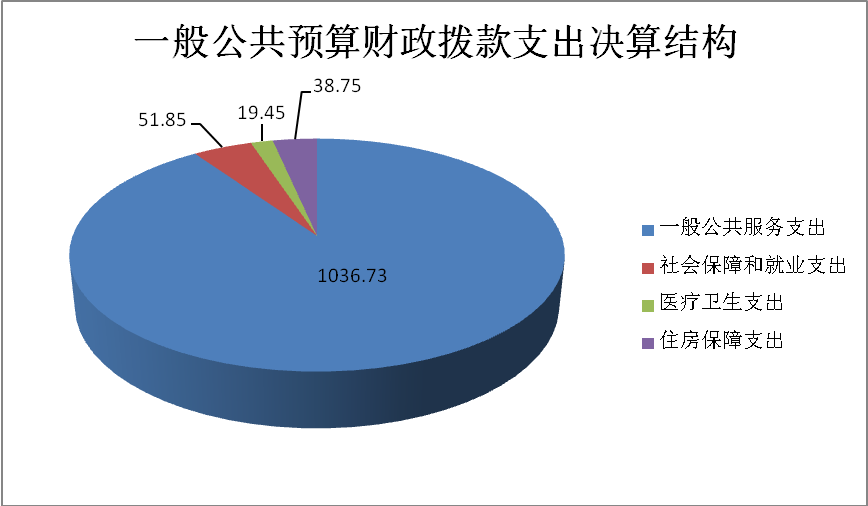 一般公共预算财政拨款支出决算结构
38.75
19.45
51.85
1036.73
一般公共服务支出
社会保障和就业支出
医疗卫生支出
住房保障支出